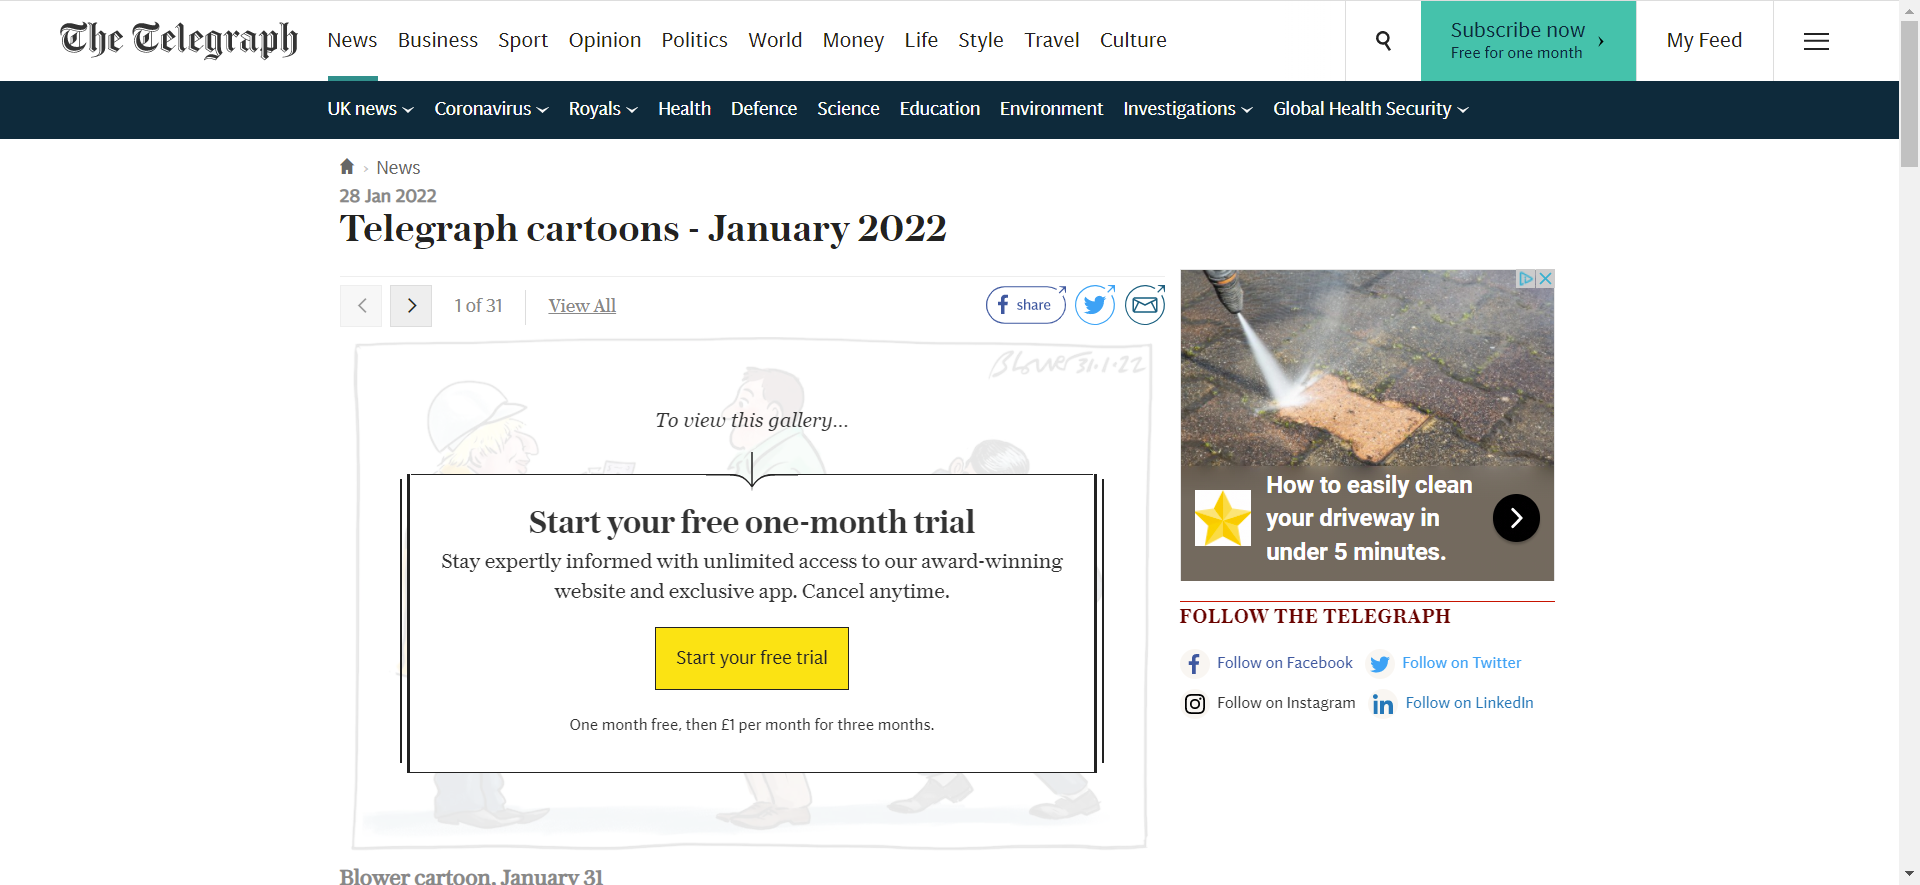 The Telegraph
News Business Sport Opinion Politics World Money Life Style Travel Culture
Subscribe now
Free for one month
My Feed
UK news Coronavirus Royals Health Defence Science Education Environment Investigations Global Health Security
News
28 Jan 2022
Telegraph cartoons - January 2022
1 of 31
View All
share
Blower 31.1.22
To view this gallery...
Start your free one-month trial
Stay expertly informed with unlimited access to our award-winning
website and exclusive app. Cancel anytime.
Start your free trial
One month free, then £1 per month for three months.
Blower cartoon, January 31
How to easily clean
your driveway in
under 5 minutes.
FOLLOW THE TELEGRAPH
Follow on Facebook
Follow on Twitter
Follow on Instagram
Follow on LinkedIn